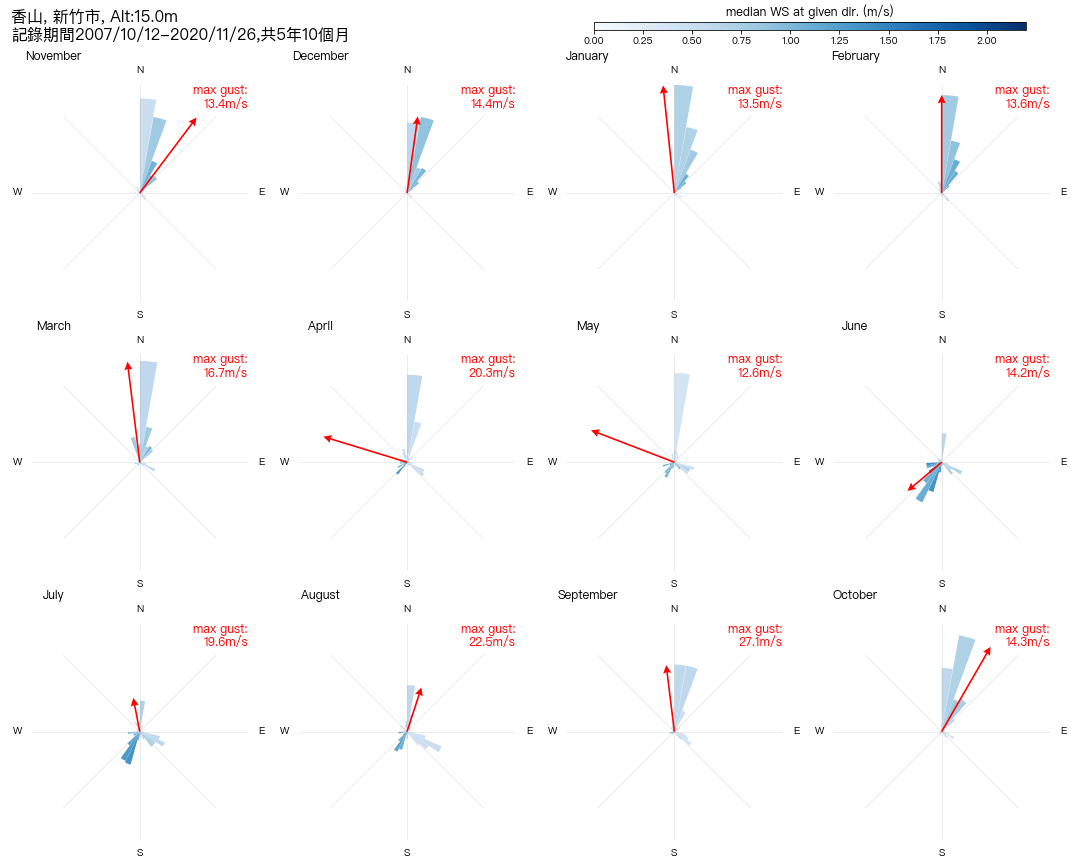 香山, 新竹市, Alt:15.0m
記錄期間2007/10/12-2020/11/26,共5年10個月
median WS at given dir. (m/s)
0.00 0.25 0.50 0.75 1.00 1.25 1.50 1.75 2.00
November
N
max gust:
13.4m/s
W
E
S
December
N
max gust:
14.4m/s
W
E
January
N
max gust:
13.5m/s
W
E
S
February
N
max gust:
13.6m/s
W
E
March
N
max gust:
16.7m/s
W
E
S
April
N
max gust:
20.3m/s
W
E
S
May
N
max gust:
12.6m/s
W
E
S
June
N
max gust:
14.2m/s
W
E
S
July
N
max gust:
19.6m/s
W
E
S
August
N
max gust:
22.5m/s
W
E
S
September
N
max gust:
27.1m/s
W
E
S
October
N
max gust:
14.3m/s
W
E
S